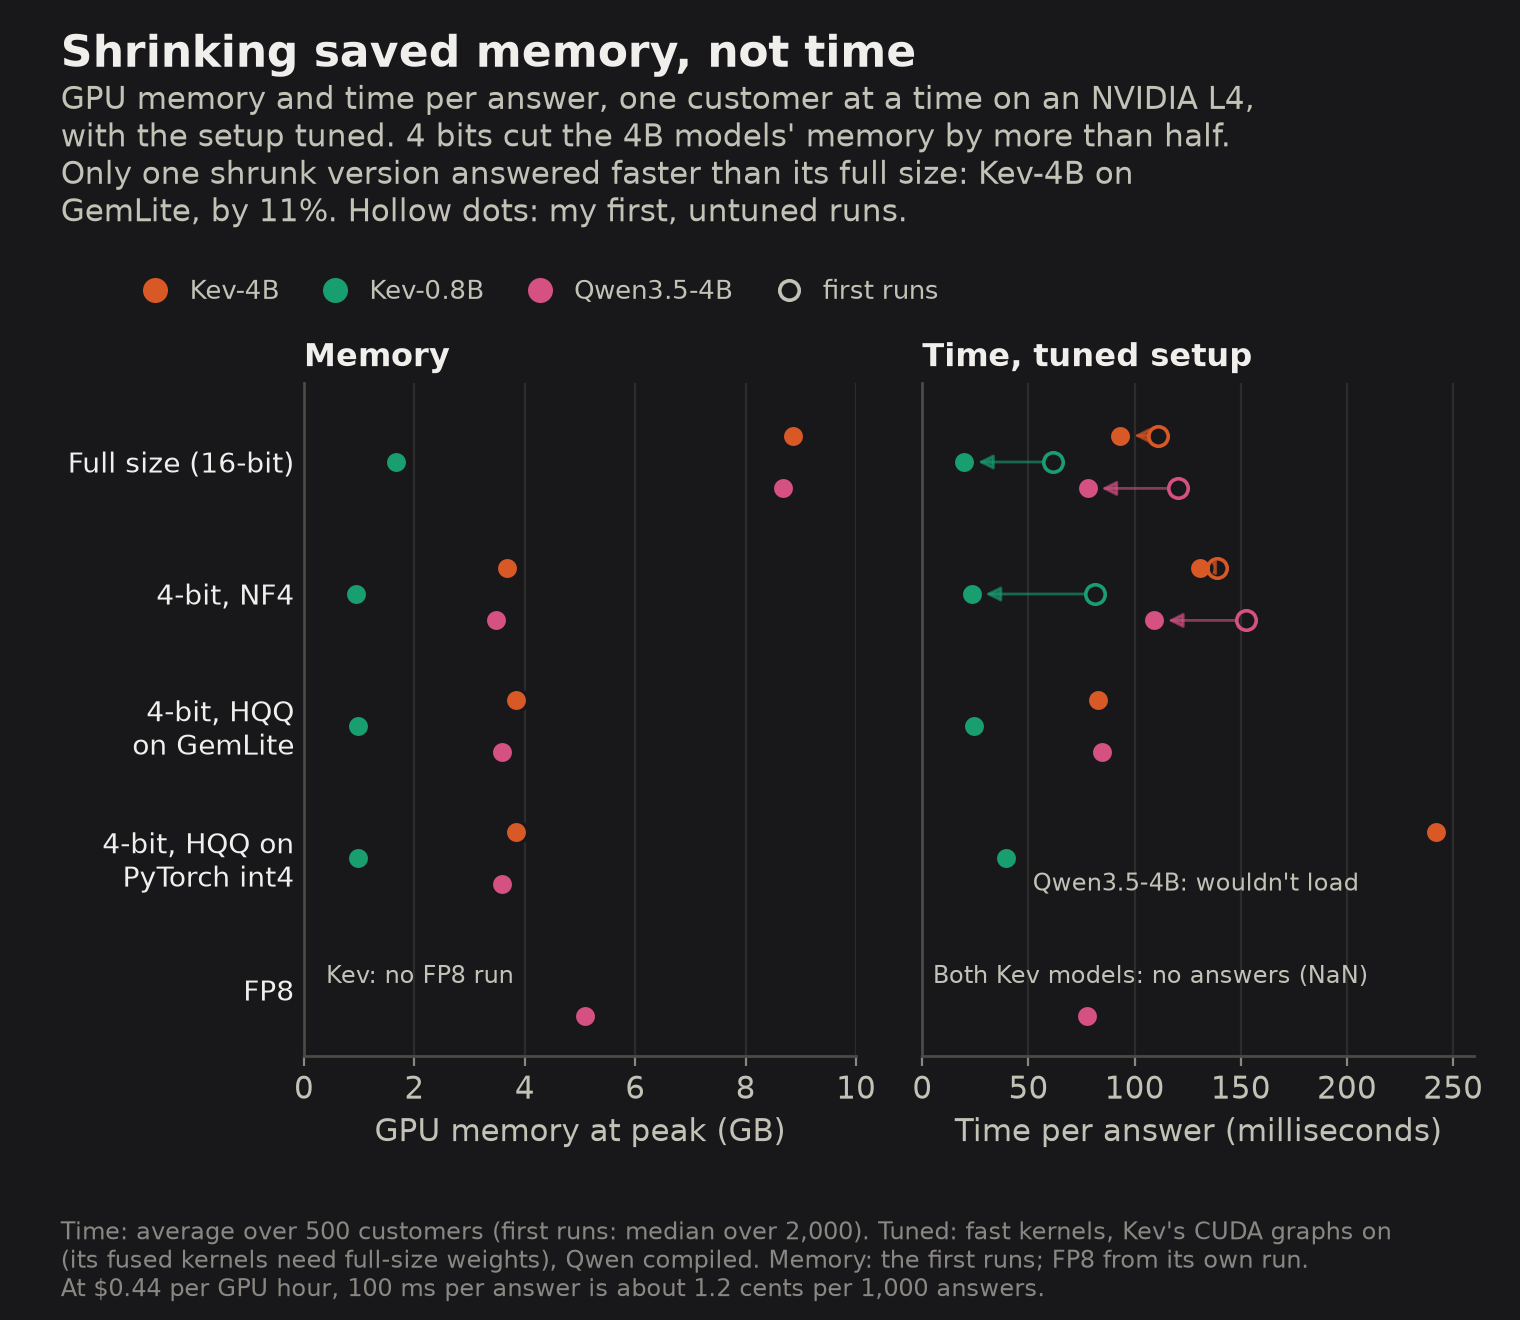 Shrinking saved memory, not time
GPU memory and time per answer, one customer at a time on an NVIDIA L4,
with the setup tuned. 4 bits cut the 4B models' memory by more than half.
Only one shrunk version answered faster than its full size: Kev-4B on
GemLite, by 11%. Hollow dots: my first, untuned runs.
Kev-4B Kev-0.8B Qwen3.5-4B first runs
Memory
Time, tuned setup
Full size (16-bit)
4-bit, NF4
4-bit, HQQ
on GemLite
4-bit, HQQ on
PyTorch int4
Qwen3.5-4B: wouldn't load
FP8
Kev: no FP8 run
Both Kev models: no answers (NaN)
0 2 4 6 8 10
0 50 100 150 200 250
GPU memory at peak (GB)
Time per answer (milliseconds)
Time: average over 500 customers (first runs: median over 2,000). Tuned: fast kernels, Kev's CUDA graphs on
(its fused kernels need full-size weights), Qwen compiled. Memory: the first runs; FP8 from its own run.
At $0.44 per GPU hour, 100 ms per answer is about 1.2 cents per 1,000 answers.